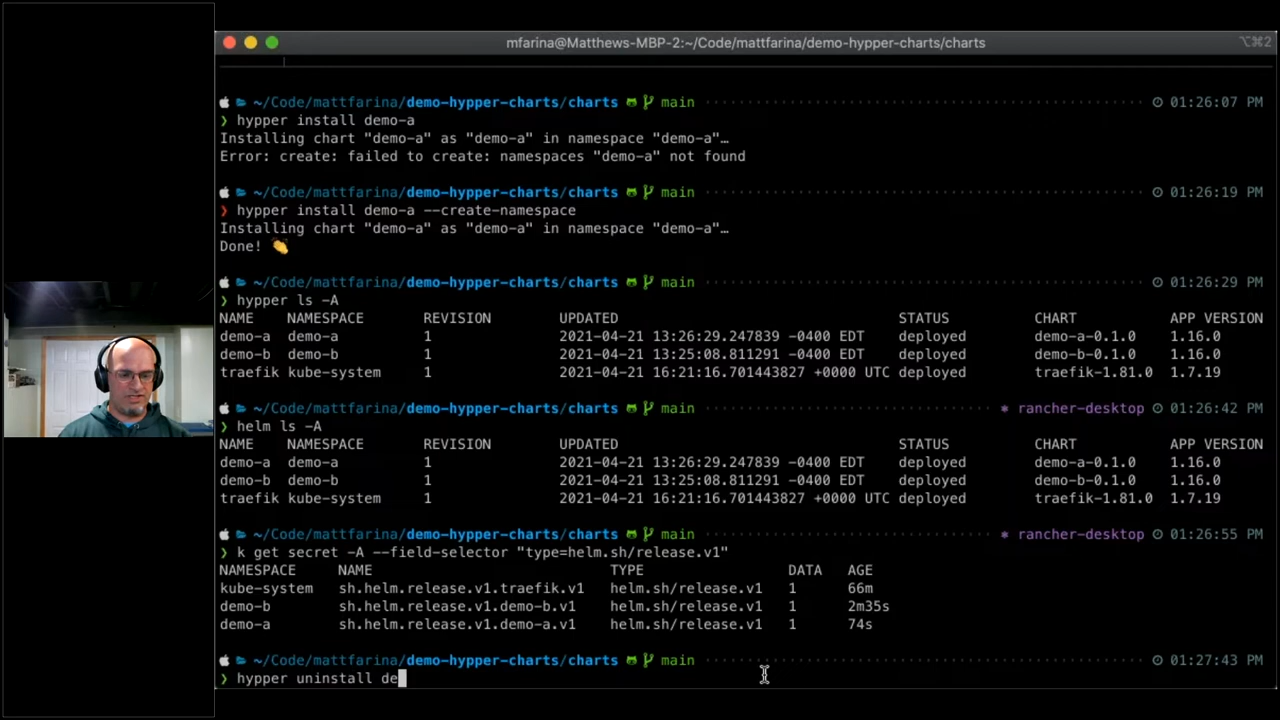 mfarina@Matthews-MBP-2:~/Code/mattfarina/demo-hypper-charts/charts ⌥⌘2
~/Code/mattfarina/demo-hypper-charts/charts main 01:26:07 PM
❯ hypper install demo-a
Installing chart "demo-a" as "demo-a" in namespace "demo-a"…
Error: create: failed to create: namespaces "demo-a" not found
~/Code/mattfarina/demo-hypper-charts/charts main 01:26:19 PM
❯ hypper install demo-a --create-namespace
Installing chart "demo-a" as "demo-a" in namespace "demo-a"…
Done! 👏
~/Code/mattfarina/demo-hypper-charts/charts main 01:26:29 PM
❯ hypper ls -A
NAME NAMESPACE REVISION UPDATED STATUS CHART APP VERSION
demo-a demo-a 1 2021-04-21 13:26:29.247839 -0400 EDT deployed demo-a-0.1.0 1.16.0
demo-b demo-b 1 2021-04-21 13:25:08.811291 -0400 EDT deployed demo-b-0.1.0 1.16.0
traefik kube-system 1 2021-04-21 16:21:16.701443827 +0000 UTC deployed traefik-1.81.0 1.7.19
~/Code/mattfarina/demo-hypper-charts/charts main ⎈ rancher-desktop 01:26:42 PM
❯ helm ls -A
NAME NAMESPACE REVISION UPDATED STATUS CHART APP VERSION
demo-a demo-a 1 2021-04-21 13:26:29.247839 -0400 EDT deployed demo-a-0.1.0 1.16.0
demo-b demo-b 1 2021-04-21 13:25:08.811291 -0400 EDT deployed demo-b-0.1.0 1.16.0
traefik kube-system 1 2021-04-21 16:21:16.701443827 +0000 UTC deployed traefik-1.81.0 1.7.19
~/Code/mattfarina/demo-hypper-charts/charts main ⎈ rancher-desktop 01:26:55 PM
❯ k get secret -A --field-selector "type=helm.sh/release.v1"
NAMESPACE NAME TYPE DATA AGE
kube-system sh.helm.release.v1.traefik.v1 helm.sh/release.v1 1 66m
demo-b sh.helm.release.v1.demo-b.v1 helm.sh/release.v1 1 2m35s
demo-a sh.helm.release.v1.demo-a.v1 helm.sh/release.v1 1 74s
~/Code/mattfarina/demo-hypper-charts/charts main 01:27:43 PM
❯ hypper uninstall de